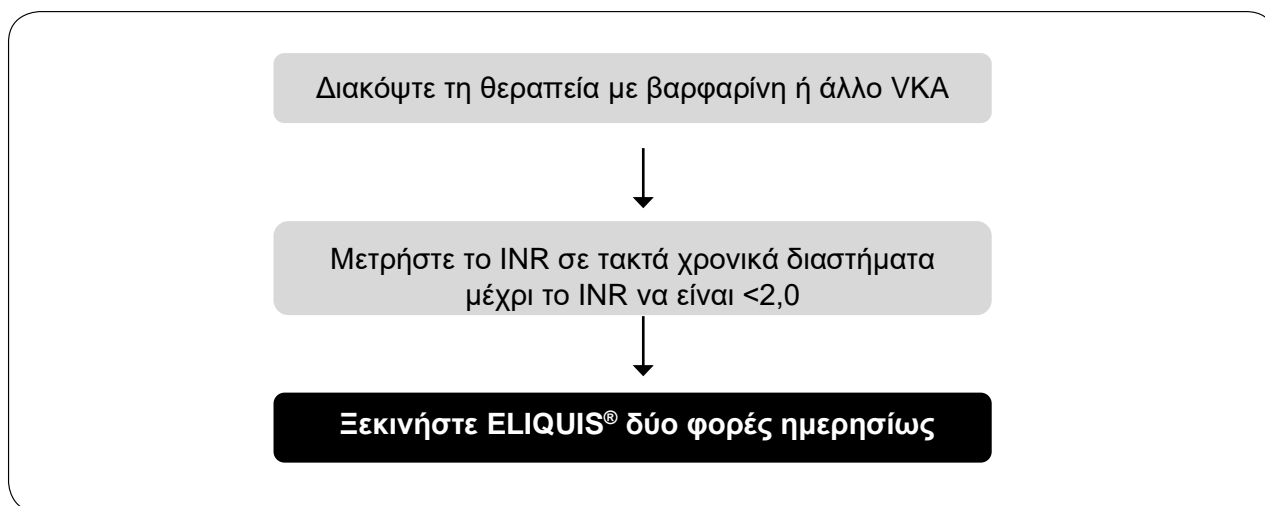 Διακόψτε τη θεραπεία με βαρφαρίνη ή άλλο VKA
Μετρήστε το INR σε τακτά χρονικά διαστήματα
μέχρι το INR να είναι <2,0
Ξεκινήστε ELIQUIS® δύο φορές ημερησίως